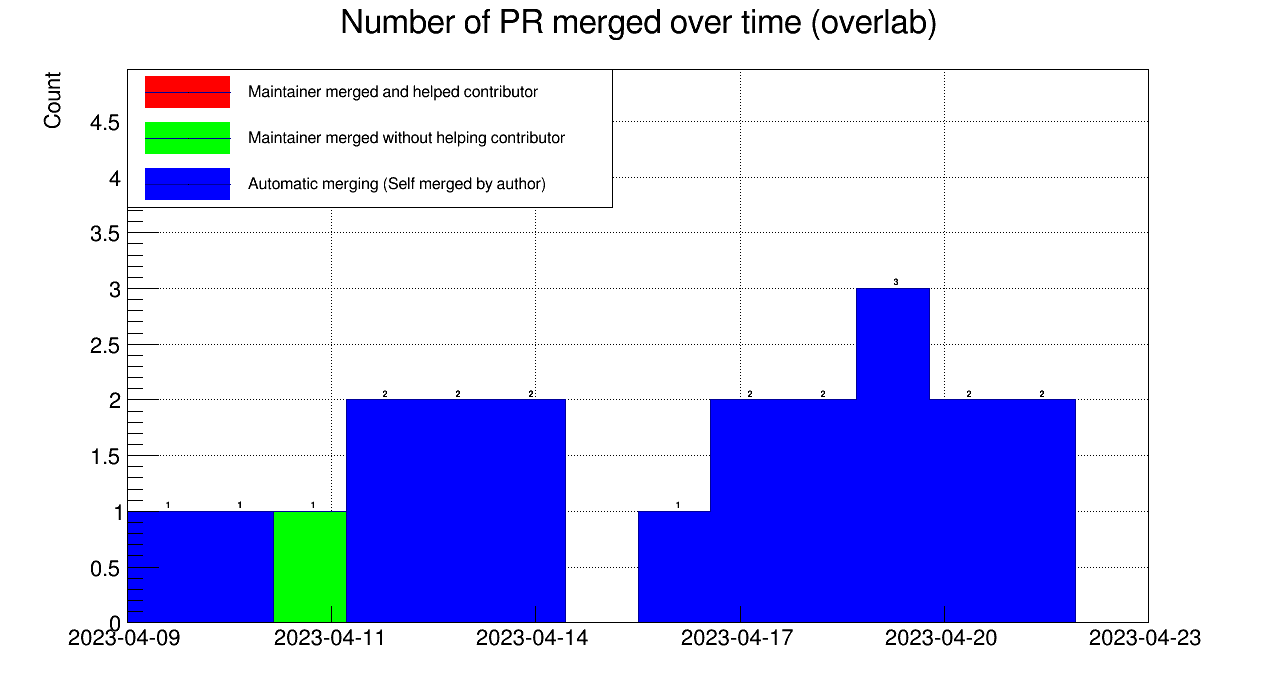 Number of PR merged over time (overlab)
Count
Maintainer merged and helped contributor
Maintainer merged without helping contributor
Automatic merging (Self merged by author)
4.5
4
3.5
3
2.5
2
1.5
1
0.5
0
1 1 1 2 2 2 1 2 2 3 2 2
2023-04-09 2023-04-11 2023-04-14 2023-04-17 2023-04-20 2023-04-23